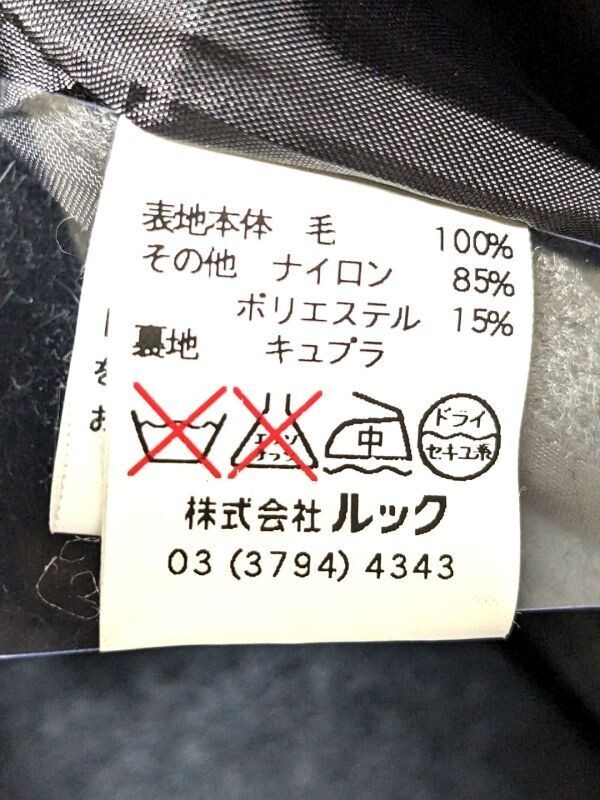 表地本体 毛 100%
その他 ナイロン 85%
ポリエステル 15%
裏地 キュプラ
中
ドライ
セキユ系
株式会社 ルック
03 (3794) 4343